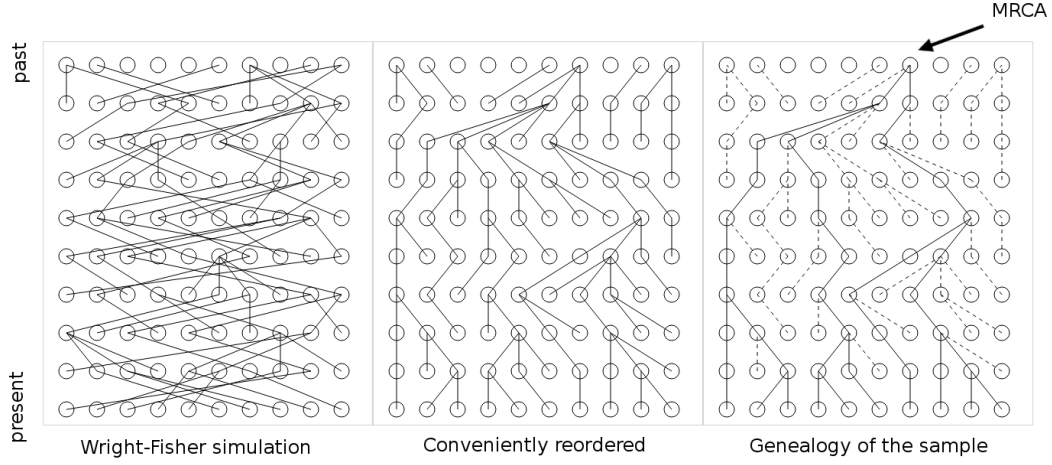 MRCA
past
present
Wright-Fisher simulation
Conveniently reordered
Genealogy of the sample